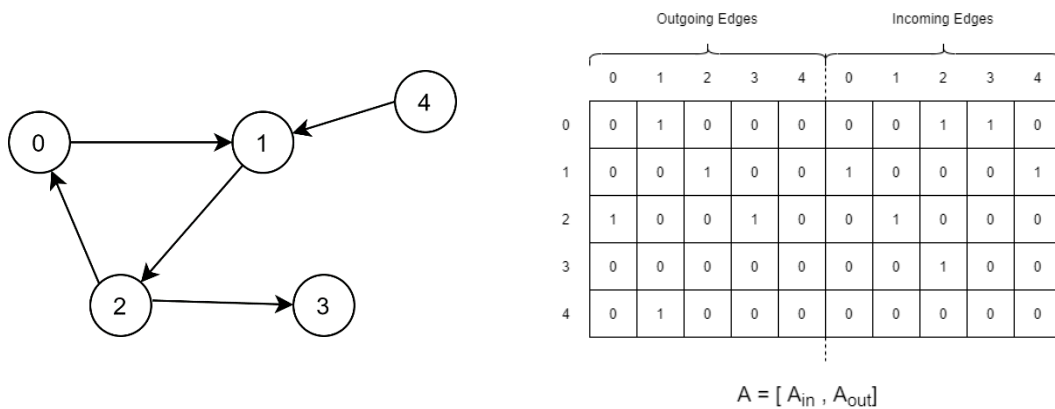 0
1
4
2
3
Outgoing Edges Incoming Edges
0 1 2 3 4 0 1 2 3 4
0 0 1 0 0 0 0 0 1 1 0
1 0 0 1 0 0 1 0 0 0 1
2 1 0 0 1 0 0 1 0 0 0
3 0 0 0 0 0 0 0 1 0 0
4 0 1 0 0 0 0 0 0 0 0
A = [ A_in , A_out]